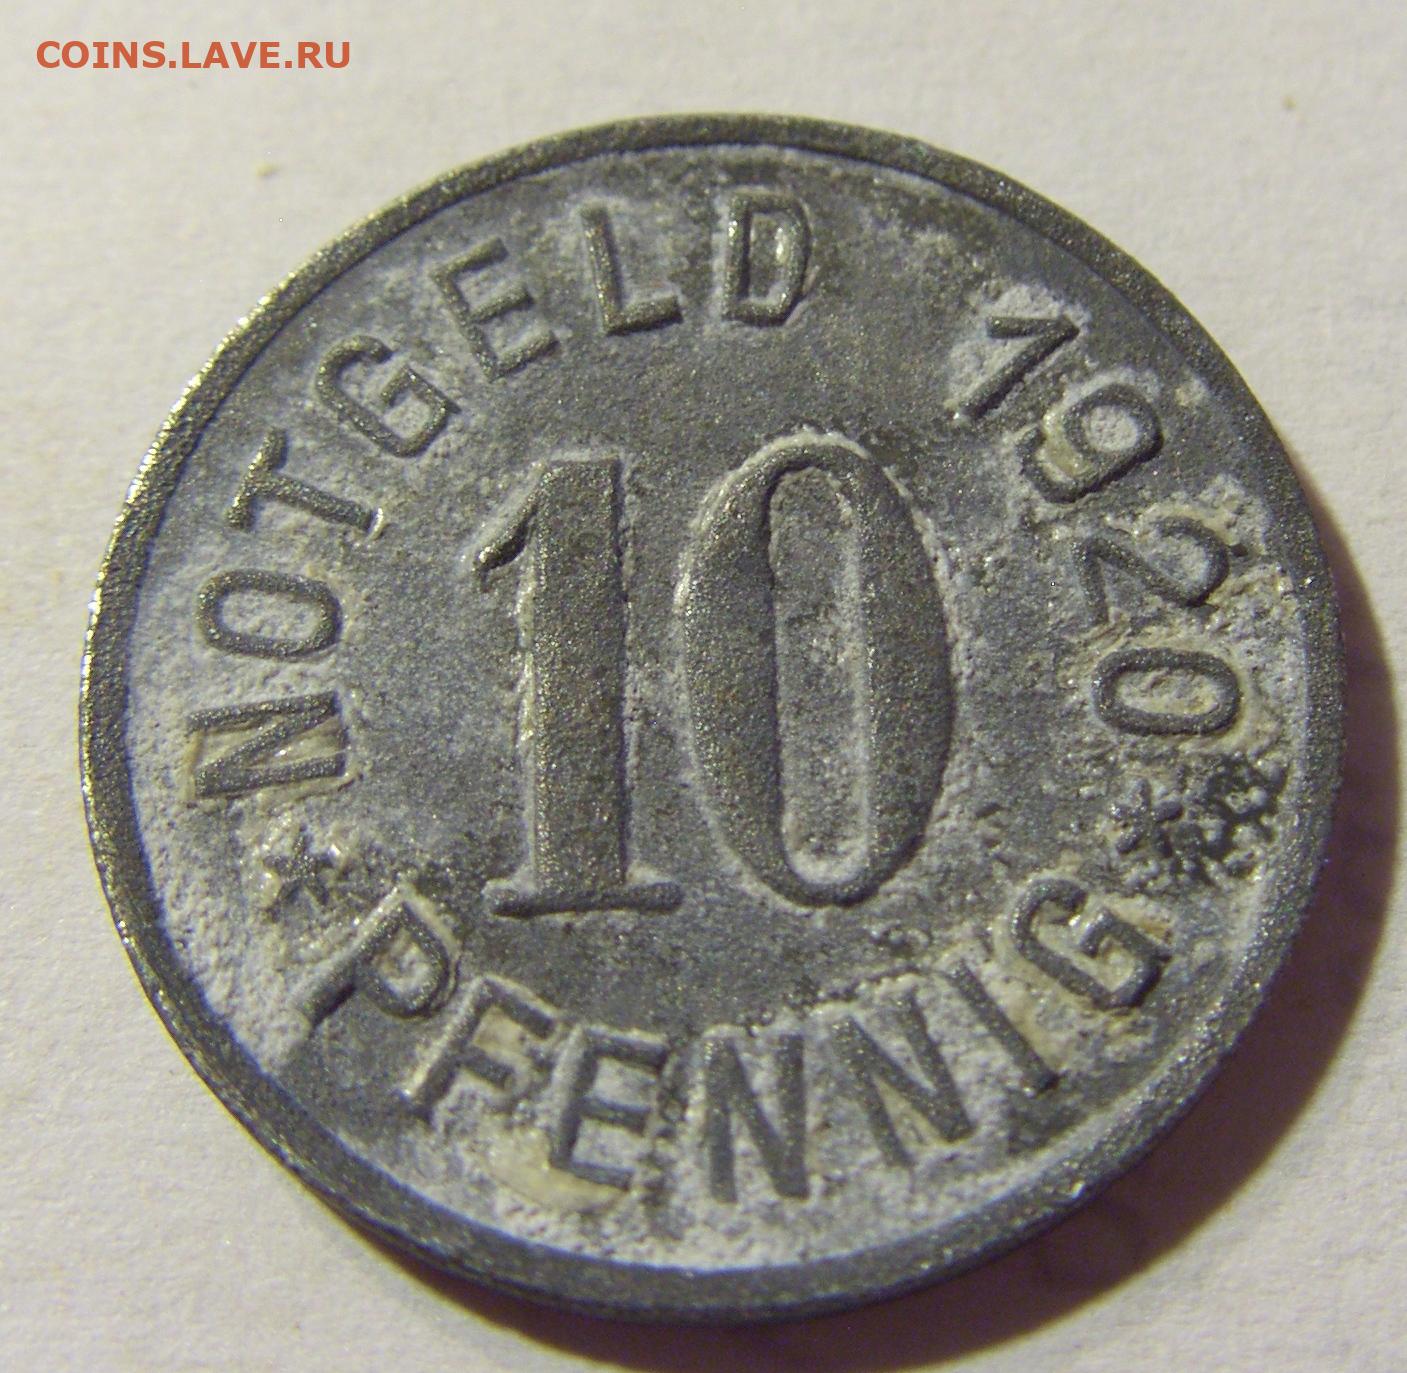 COINS.LAVE.RU
NOTGELD 1920
10
* PFENNIG *